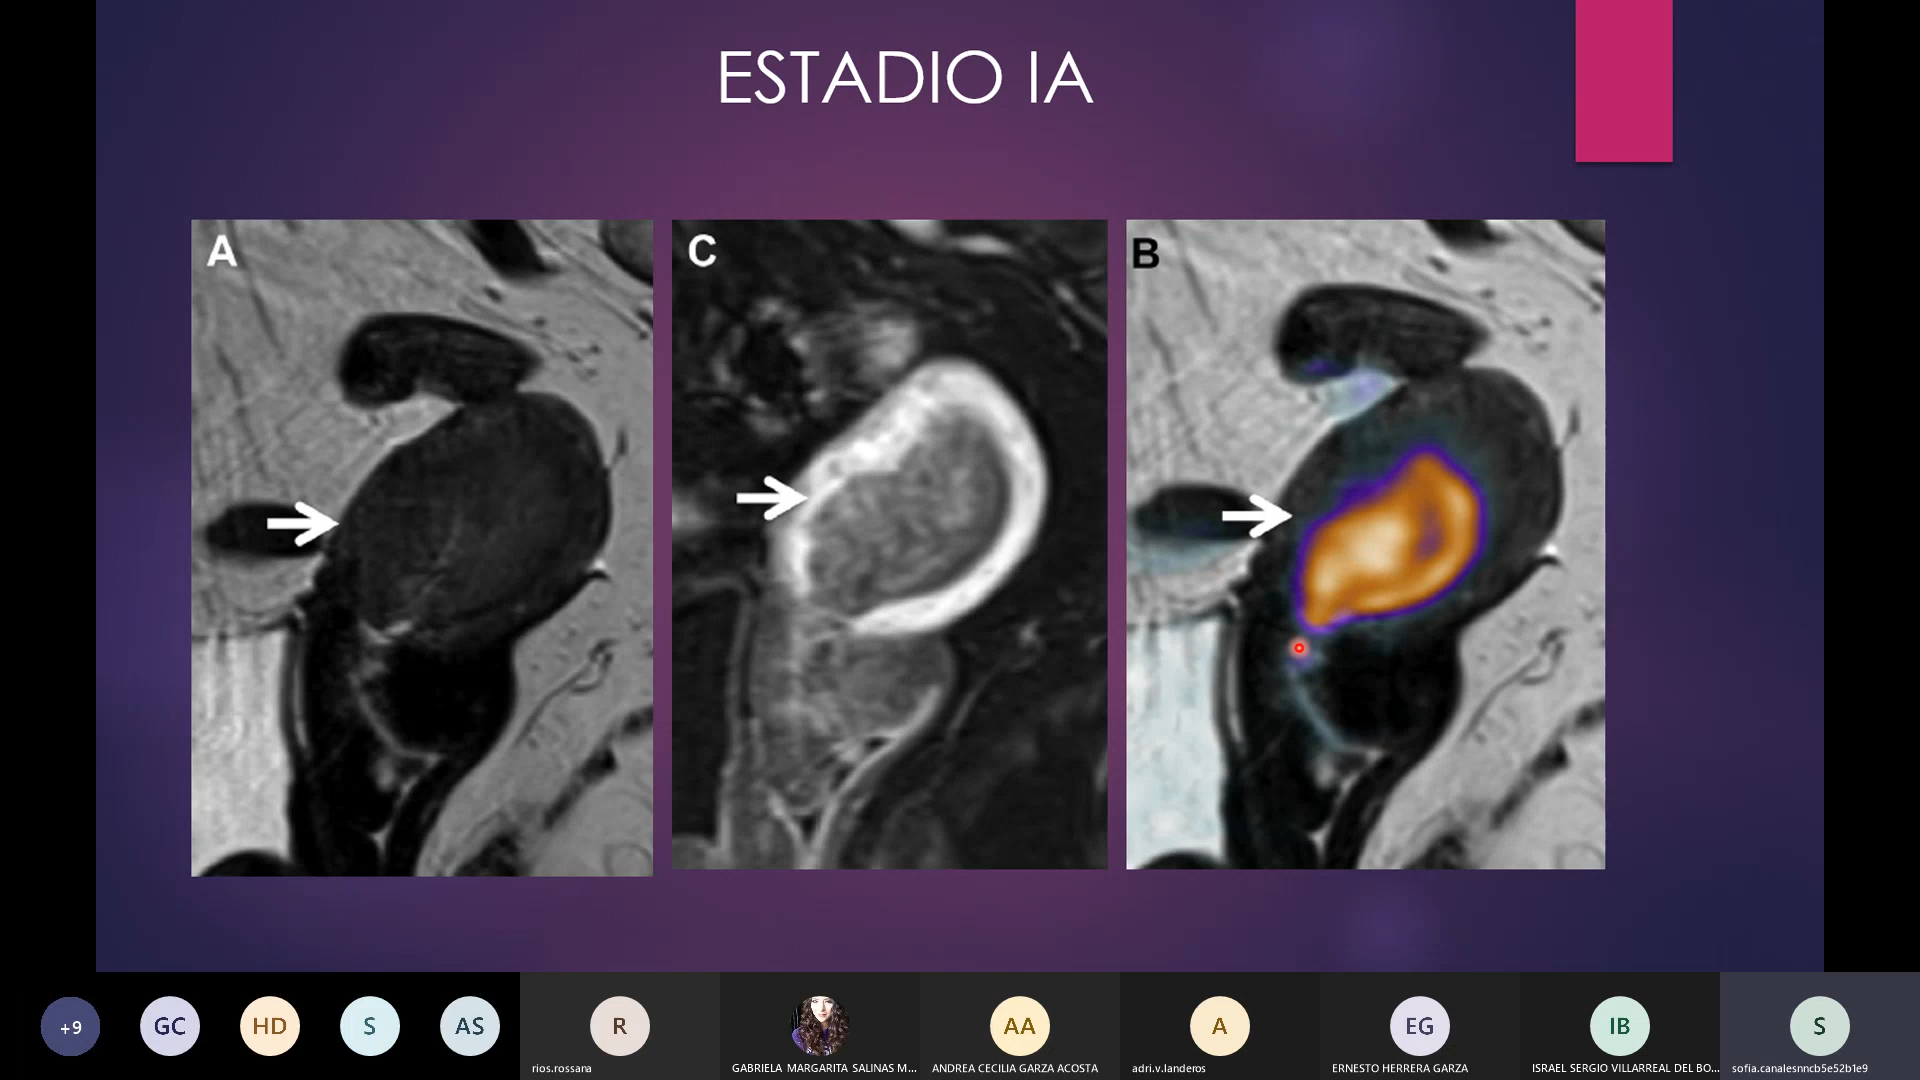 ESTADIO IA
A
C
B
+9
GC
HD
S
AS
R
AA
A
EG
IB
S
rios.rossana
GABRIELA MARGARITA SALINAS M...
ANDREA CECILIA GARZA ACOSTA
adri.v.landeros
ERNESTO HERRERA GARZA
ISRAEL SERGIO VILLARREAL DEL BO...
sofia.canalesnncb5e52b1e9